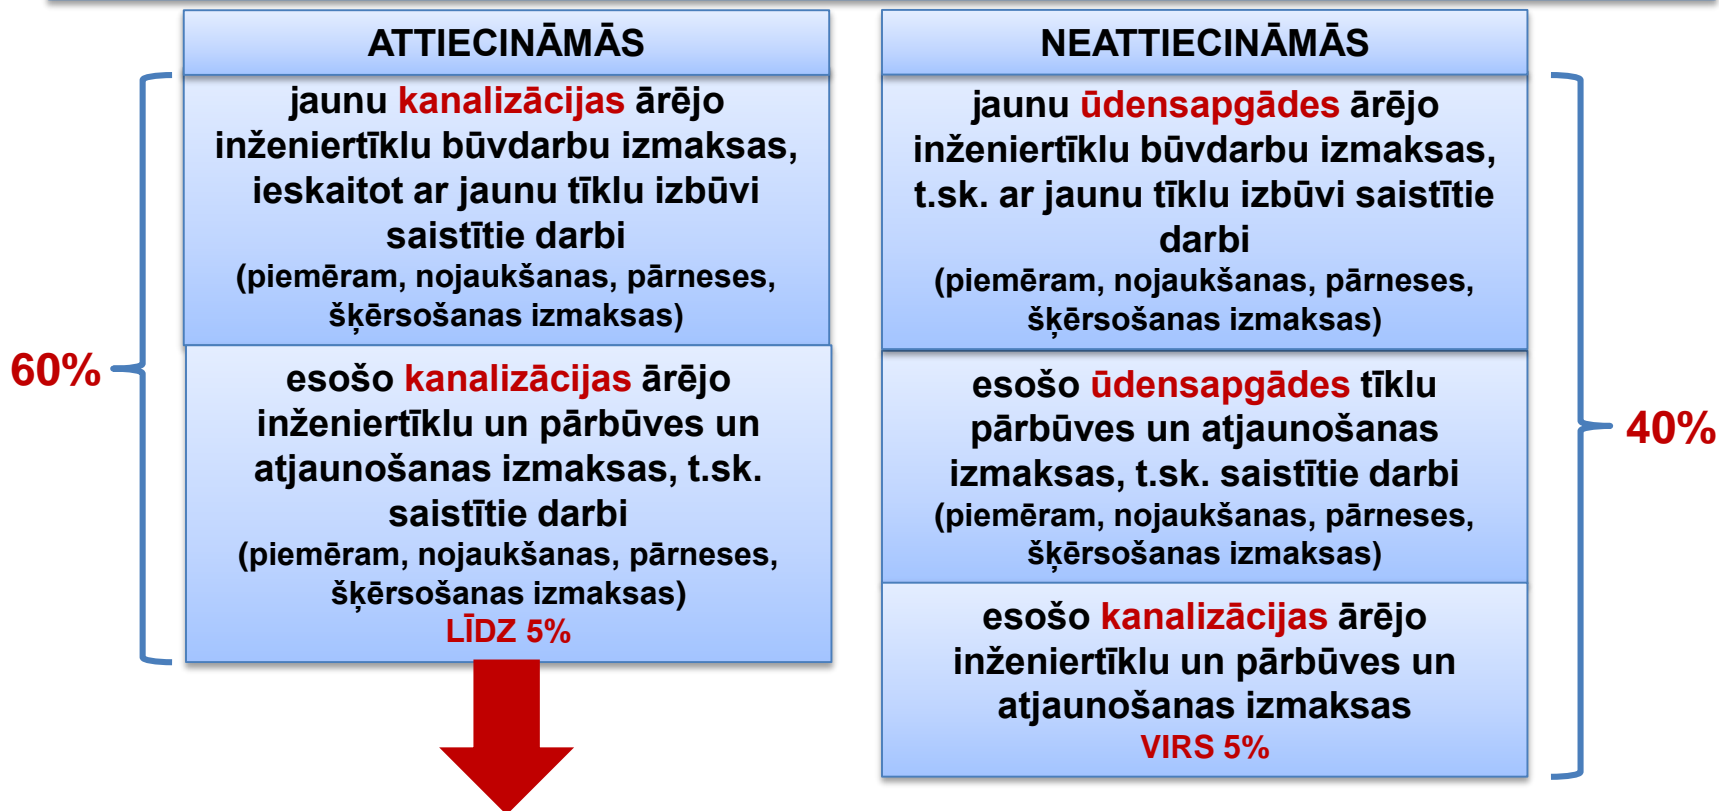 ATTIECINĀMĀS
jaunu kanalizācijas ārējo
inženiertīklu būvdarbu izmaksas,
ieskaitot ar jaunu tīklu izbūvi
saistītie darbi
(piemēram, nojaukšanas, pārneses,
šķērsošanas izmaksas)
60%
esošo kanalizācijas ārējo
inženiertīklu un pārbūves un
atjaunošanas izmaksas, t.sk.
saistītie darbi
(piemēram, nojaukšanas, pārneses,
šķērsošanas izmaksas)
LĪDZ 5%
NEATTIECINĀMĀS
jaunu ūdensapgādes ārējo
inženiertīklu būvdarbu izmaksas,
t.sk. ar jaunu tīklu izbūvi saistītie
darbi
(piemēram, nojaukšanas, pārneses,
šķērsošanas izmaksas)
esošo ūdensapgādes tīklu
pārbūves un atjaunošanas
izmaksas, t.sk. saistītie darbi
(piemēram, nojaukšanas, pārneses,
šķērsošanas izmaksas)
40%
esošo kanalizācijas ārējo
inženiertīklu un pārbūves un
atjaunošanas izmaksas
VIRS 5%